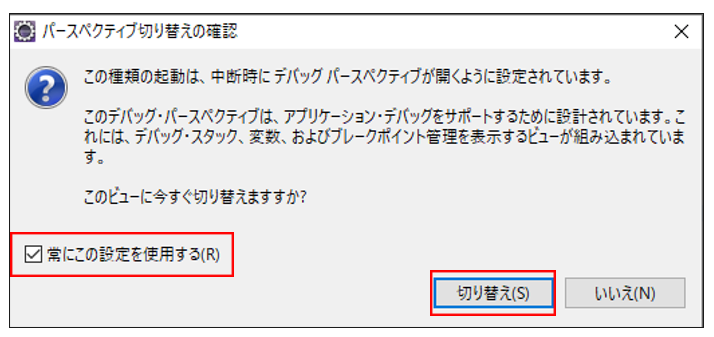 パースペクティブ切り替えの確認
この種類の起動は、中断時にデバッグ パースペクティブが開くように設定されています。
このデバッグ・パースペクティブは、アプリケーション・デバッグをサポートするために設計されています。こ
れには、デバッグ・スタック、変数、およびブレークポイント管理を表示するビューが組み込まれていま
す。
このビューに今すぐ切り替えますすか?
常にこの設定を使用する(R)
切り替え(S) いいえ(N)